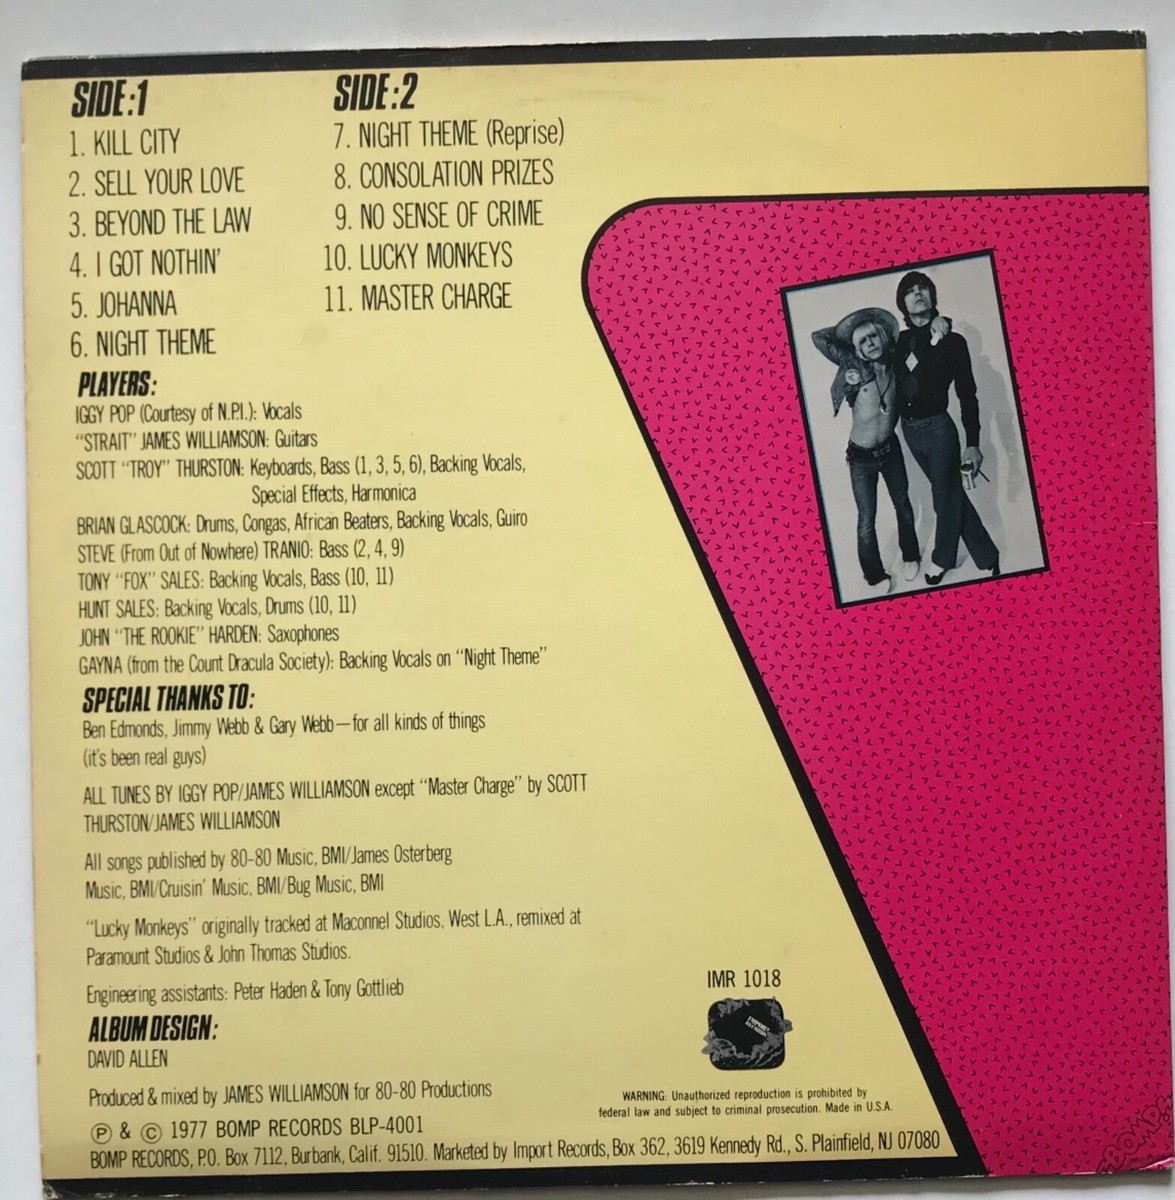 SIDE:1
1. KILL CITY
2. SELL YOUR LOVE
3. BEYOND THE LAW
4. I GOT NOTHIN'
5. JOHANNA
6. NIGHT THEME
SIDE:2
7. NIGHT THEME (Reprise)
8. CONSOLATION PRIZES
9. NO SENSE OF CRIME
10. LUCKY MONKEYS
11. MASTER CHARGE
PLAYERS:
IGGY POP (Courtesy of N.P.I.): Vocals
"STRAIT" JAMES WILLIAMSON: Guitars
SCOTT "TROY" THURSTON: Keyboards, Bass (1, 3, 5, 6), Backing Vocals,
Special Effects, Harmonica
BRIAN GLASCOCK: Drums, Congas, African Beaters, Backing Vocals, Guiro
STEVE (From Out of Nowhere) TRANIO: Bass (2, 4, 9)
TONY "FOX" SALES: Backing Vocals, Bass (10, 11)
HUNT SALES: Backing Vocals, Drums (10, 11)
JOHN "THE ROOKIE" HARDEN: Saxophones
GAYNA (from the Count Dracula Society): Backing Vocals on "Night Theme"
SPECIAL THANKS TO:
Ben Edmonds, Jimmy Webb & Gary Webb—for all kinds of things
(it's been real guys)
ALL TUNES BY IGGY POP/JAMES WILLIAMSON except "Master Charge" by SCOTT
THURSTON/JAMES WILLIAMSON
All songs published by 80-80 Music, BMI/James Osterberg
Music, BMI/Cruisin' Music, BMI/Bug Music, BMI
"Lucky Monkeys" originally tracked at Maconnel Studios, West L.A., remixed at
Paramount Studios & John Thomas Studios.
Engineering assistants: Peter Haden & Tony Gottlieb
ALBUM DESIGN:
DAVID ALLEN
Produced & mixed by JAMES WILLIAMSON for 80-80 Productions
Ⓟ & © 1977 BOMP RECORDS BLP-4001
BOMP RECORDS, P.O. Box 7112, Burbank, Calif. 91510. Marketed by Import Records, Box 362, 3619 Kennedy Rd., S. Plainfield, NJ 07080
IMR 1018
IMPORT
RECORDS
WARNING: Unauthorized reproduction is prohibited by
federal law and subject to criminal prosecution. Made in U.S.A.
BOMP